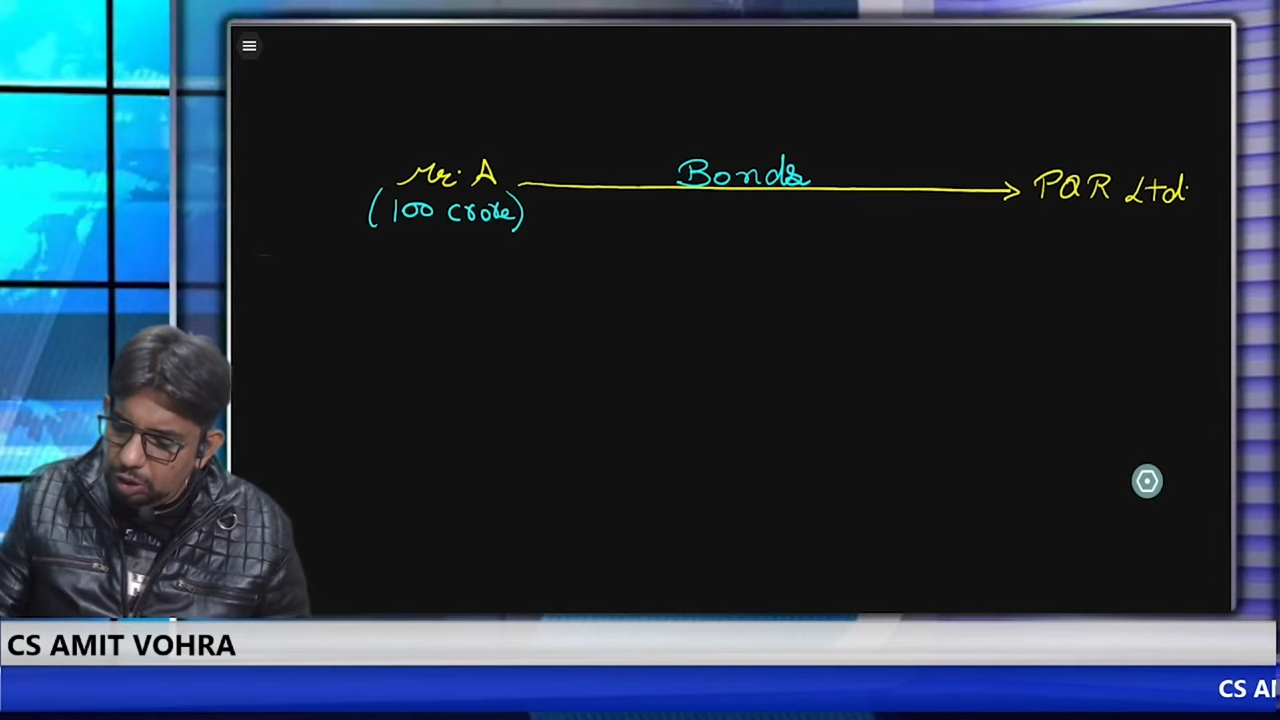 Mr. A Bonds PQR Ltd.
(100 crore)
CS AMIT VOHRA
CS AI